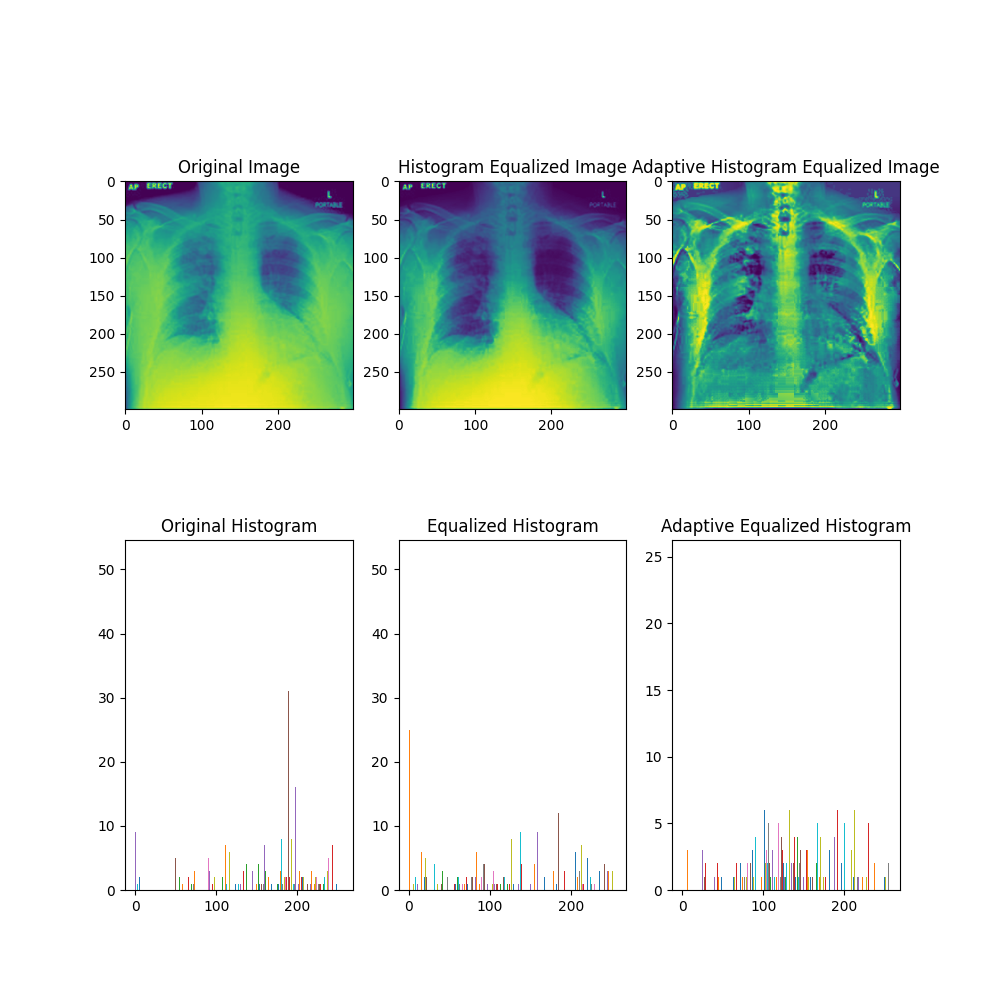 Original Image
Histogram Equalized Image
Adaptive Histogram Equalized Image
AP ERECT
L
PORTABLE
AP ERECT
L
PORTABLE
AP ERECT
L
PORTABLE
0
50
100
150
200
250
0 100 200
0
50
100
150
200
250
0 100 200
0
50
100
150
200
250
0 100 200
Original Histogram
Equalized Histogram
Adaptive Equalized Histogram
50
40
30
20
10
0
0 100 200
50
40
30
20
10
0
0 100 200
25
20
15
10
5
0
0 100 200